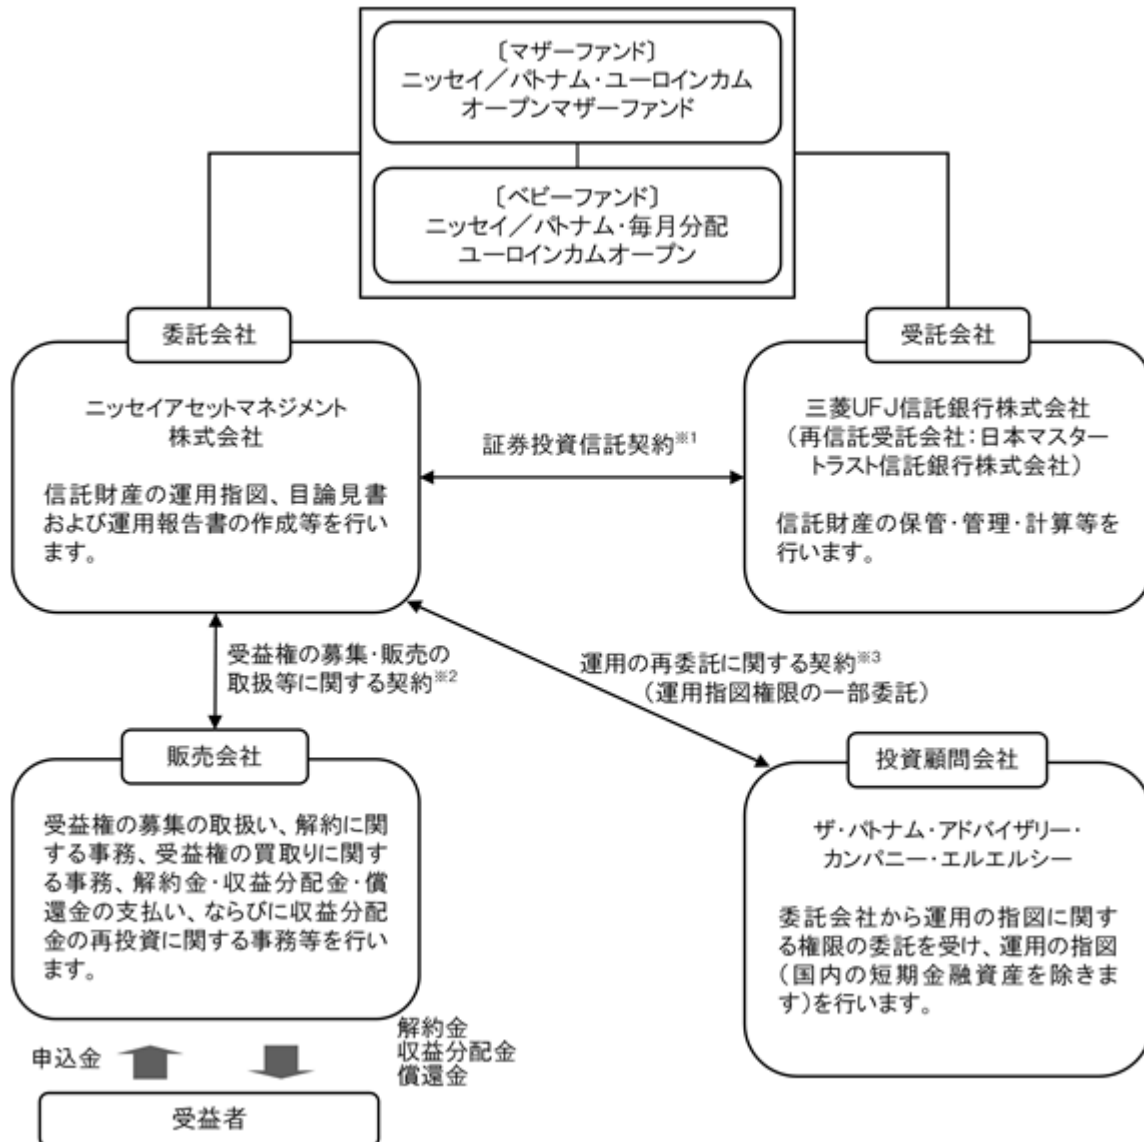 〔マザーファンド〕
ニッセイ／パトナム・ユーロインカム
オープンマザーファンド
〔ベビーファンド〕
ニッセイ／パトナム・毎月分配
ユーロインカムオープン
委託会社
ニッセイアセットマネジメント
株式会社
信託財産の運用指図、目論見書
および運用報告書の作成等を行い
ます。
証券投資信託契約※1
受託会社
三菱UFJ信託銀行株式会社
（再信託受託会社：日本マスター
トラスト信託銀行株式会社）
信託財産の保管・管理・計算等を
行います。
受益権の募集・販売の
取扱等に関する契約※2
運用の再委託に関する契約※3
（運用指図権限の一部委託）
販売会社
受益権の募集の取扱い、解約に関
する事務、受益権の買取りに関す
る事務、解約金・収益分配金・償
還金の支払い、ならびに収益分配
金の再投資に関する事務等を行い
ます。
投資顧問会社
ザ・パトナム・アドバイザリー・
カンパニー・エルエルシー
委託会社から運用の指図に関す
る権限の委託を受け、運用の指図
（国内の短期金融資産を除きま
す）を行います。
申込金
解約金
収益分配金
償還金
受益者